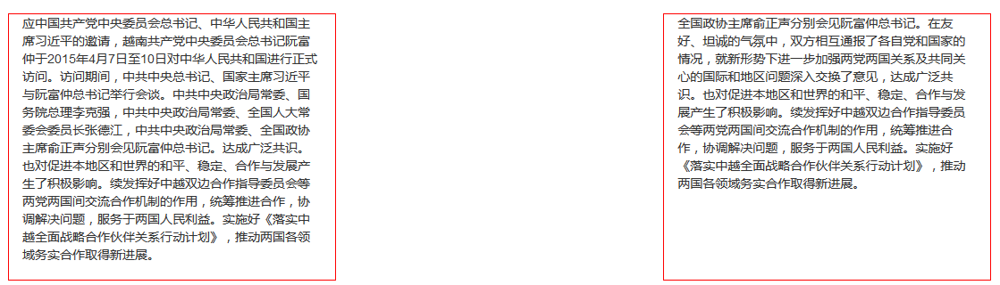 应中国共产党中央委员会总书记、中华人民共和国主
席习近平的邀请，越南共产党中央委员会总书记阮富
仲于2015年4月7日至10日对中华人民共和国进行正式
访问。访问期间，中共中央总书记、国家主席习近平
与阮富仲总书记举行会谈。中共中央政治局常委、国
务院总理李克强，中共中央政治局常委、全国人大常
委会委员长张德江，中共中央政治局常委、全国政协
主席俞正声分别会见阮富仲总书记。达成广泛共识。
也对促进本地区和世界的和平、稳定、合作与发展产
生了积极影响。续发挥好中越双边合作指导委员会等
两党两国间交流合作机制的作用，统筹推进合作，协
调解决问题，服务于两国人民利益。实施好《落实中
越全面战略合作伙伴关系行动计划》，推动两国各领
域务实合作取得新进展。
全国政协主席俞正声分别会见阮富仲总书记。在友
好、坦诚的气氛中，双方相互通报了各自党和国家的
情况，就新形势下进一步加强两党两国关系及共同关
心的国际和地区问题深入交换了意见，达成广泛共
识。也对促进本地区和世界的和平、稳定、合作与发
展产生了积极影响。续发挥好中越双边合作指导委员
会等两党两国间交流合作机制的作用，统筹推进合
作，协调解决问题，服务于两国人民利益。实施好
《落实中越全面战略合作伙伴关系行动计划》，推动
两国各领域务实合作取得新进展。